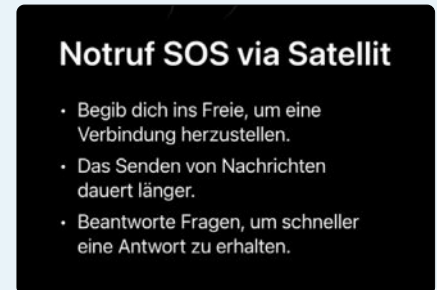 Notruf SOS via Satellit
• Begib dich ins Freie, um eine
Verbindung herzustellen.
• Das Senden von Nachrichten
dauert länger.
• Beantworte Fragen, um schneller
eine Antwort zu erhalten.